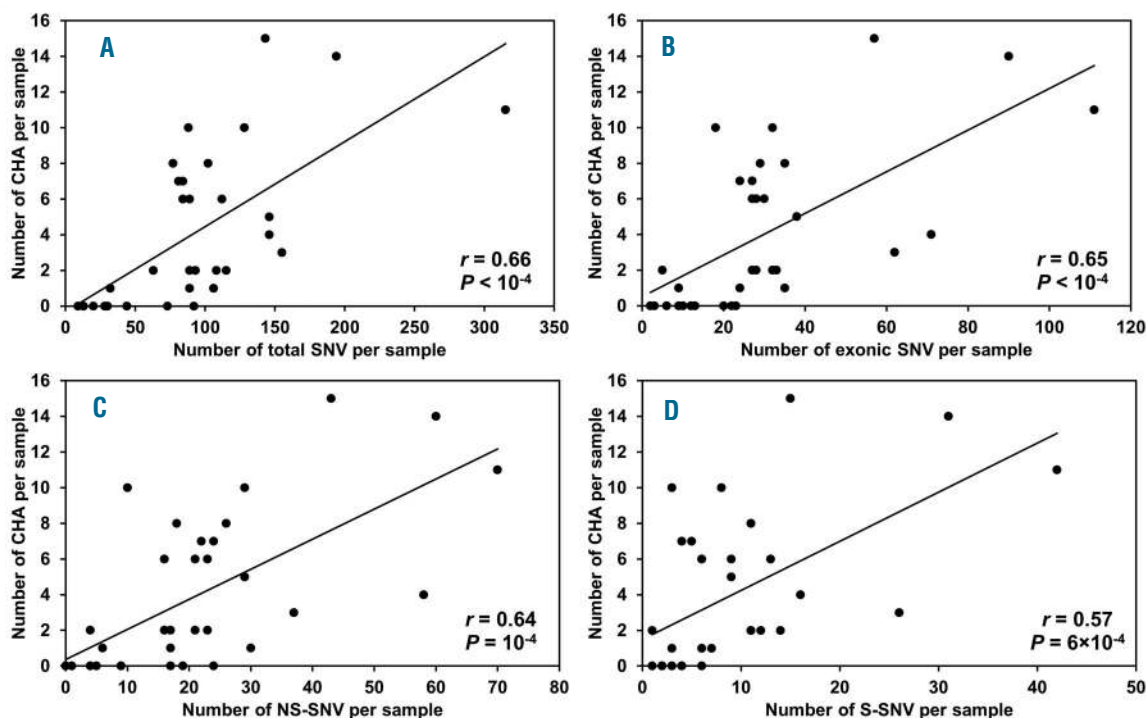 A
Number of CHA per sample
16
14
12
10
8
6
4
2
0
r = 0.66
P < 10-4
0 50 100 150 200 250 300 350
Number of total SNV per sample
B
Number of CHA per sample
16
14
12
10
8
6
4
2
0
r = 0.65
P < 10-4
0 20 40 60 80 100 120
Number of exonic SNV per sample
C
Number of CHA per sample
16
14
12
10
8
6
4
2
0
r = 0.64
P = 10-4
0 10 20 30 40 50 60 70 80
Number of NS-SNV per sample
D
Number of CHA per sample
16
14
12
10
8
6
4
2
0
r = 0.57
P = 6×10-4
0 10 20 30 40 50
Number of S-SNV per sample